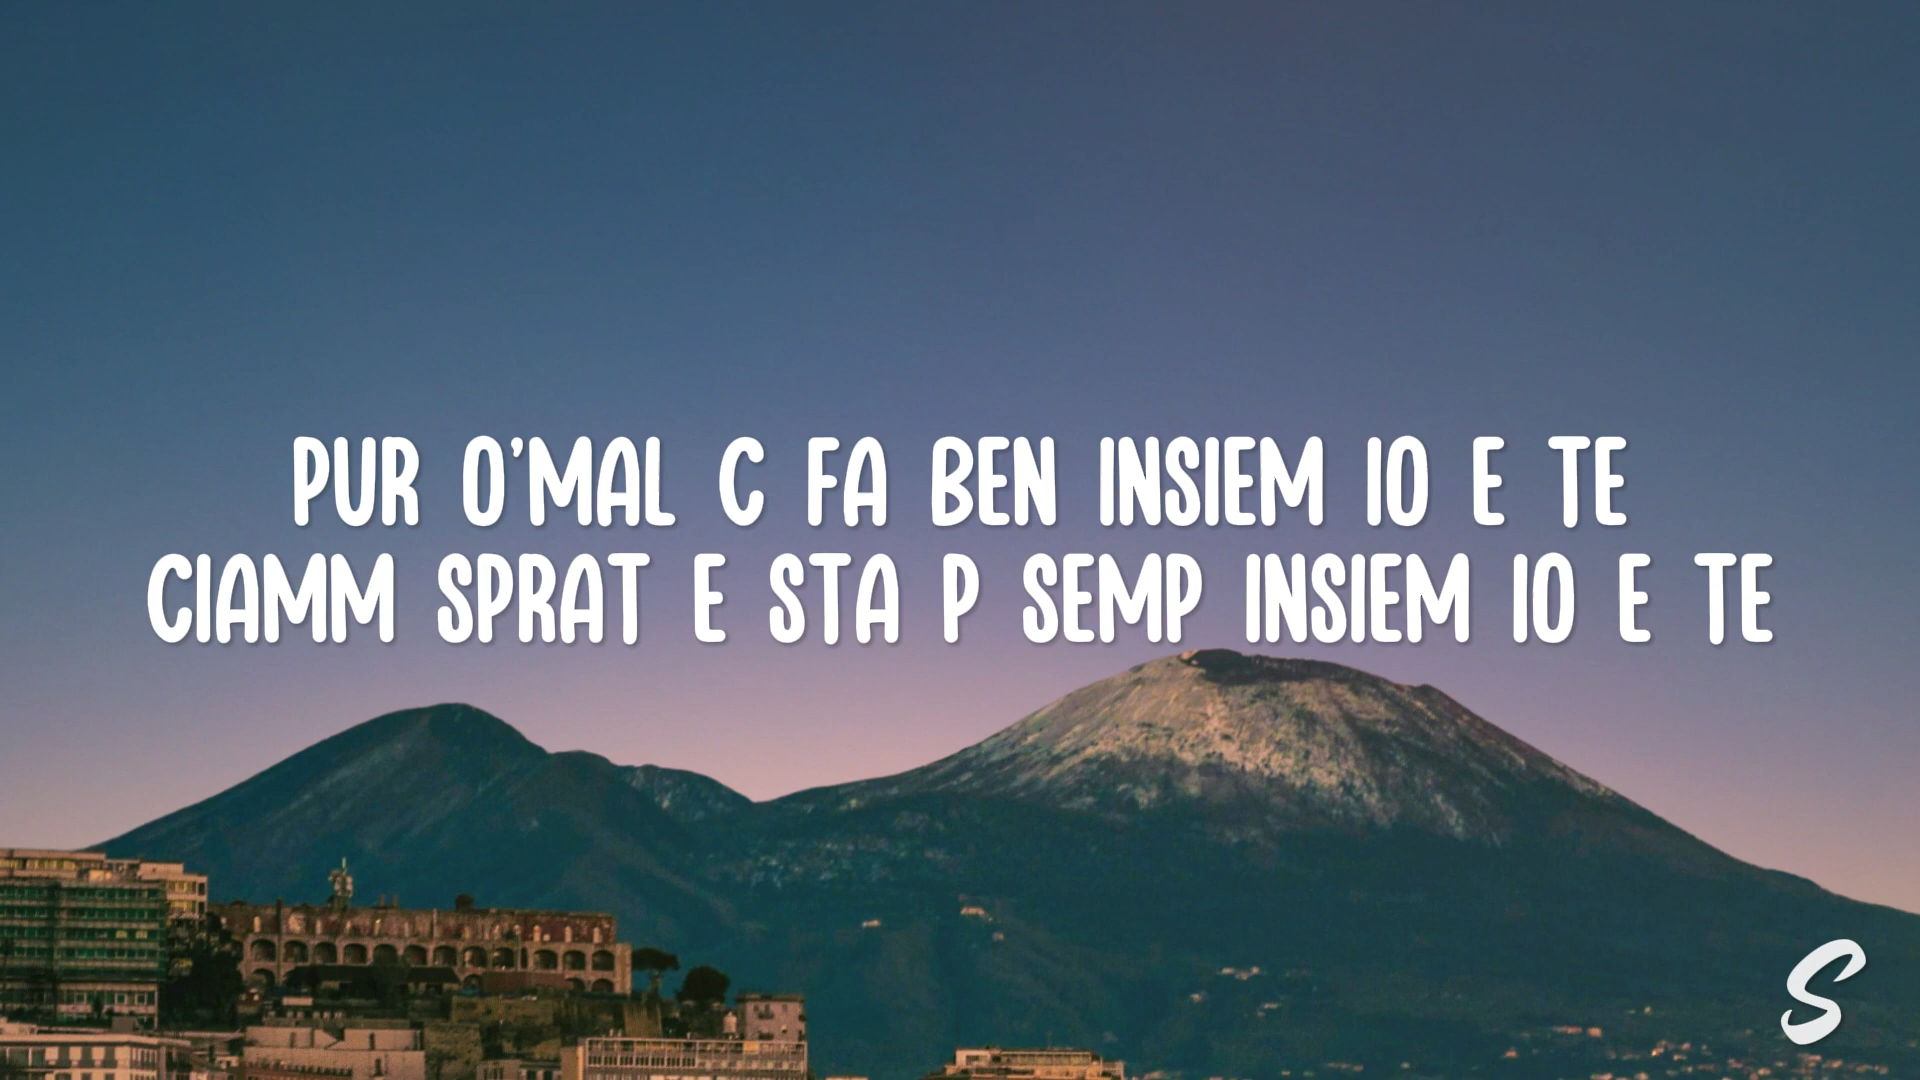 PUR O'MAL C FA BEN INSIEM IO E TE
CIAMM SPRAT E STA P SEMP INSIEM IO E TE
S